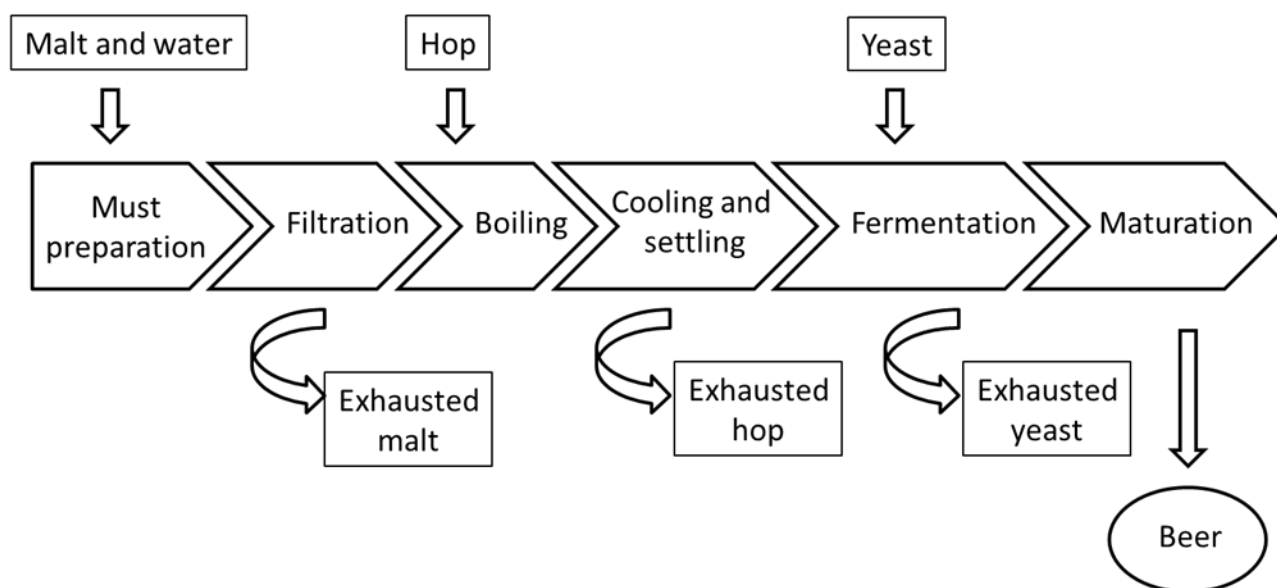 Malt and water
Hop
Yeast
Must
preparation
Filtration
Boiling
Cooling and
settling
Fermentation
Maturation
Exhausted
malt
Exhausted
hop
Exhausted
yeast
Beer